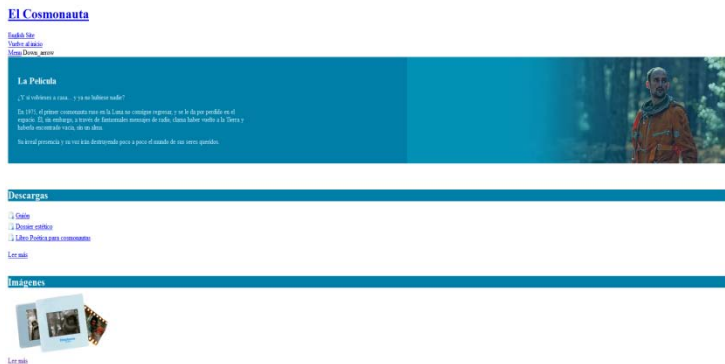 El Cosmonauta
English Site
Vuelve al inicio
Menu Down_arrow
La Película
¿Y si volvieses a casa... y ya no hubiese nadie?
En 1975, el primer cosmonauta ruso en la Luna no consigue regresar, y se le da por perdido en el
espacio. Él, sin embargo, a través de fantasmales mensajes de radio, clama haber vuelto a la Tierra y
haberla encontrado vacía, sin un alma.
Su irreal presencia y su voz irán destruyendo poco a poco el mundo de sus seres queridos.
Descargas
Guión
Dossier estético
Libro Poética para cosmonautas
Leer más
Imágenes
Leer más